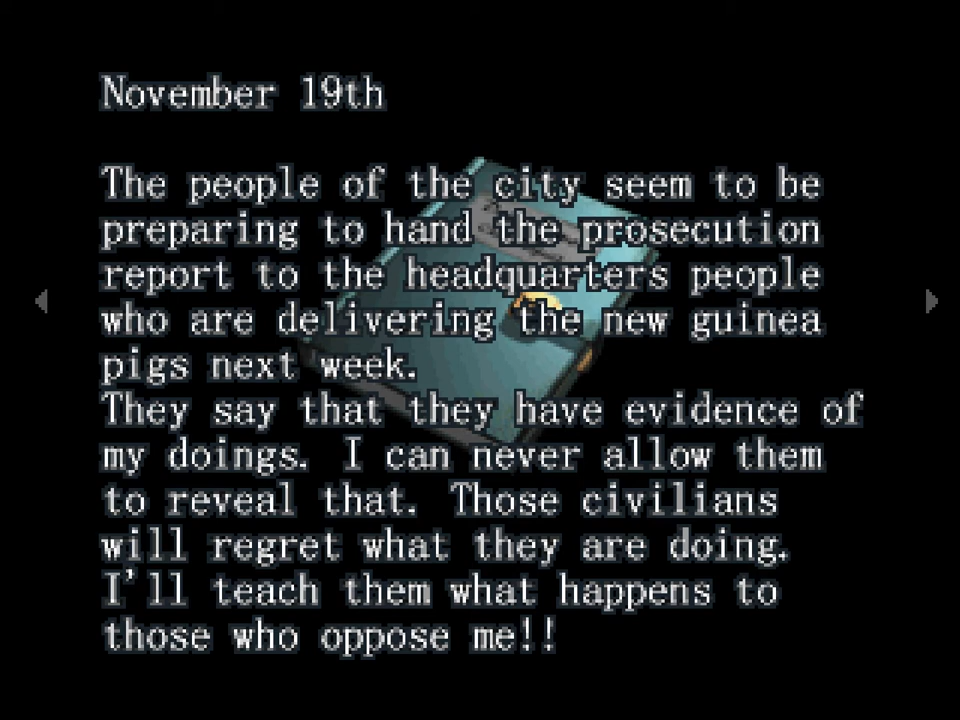 November 19th
The people of the city seem to be
preparing to hand the prosecution
report to the headquarters people
who are delivering the new guinea
pigs next week.
They say that they have evidence of
my doings. I can never allow them
to reveal that. Those civilians
will regret what they are doing.
I'll teach them what happens to
those who oppose me!!